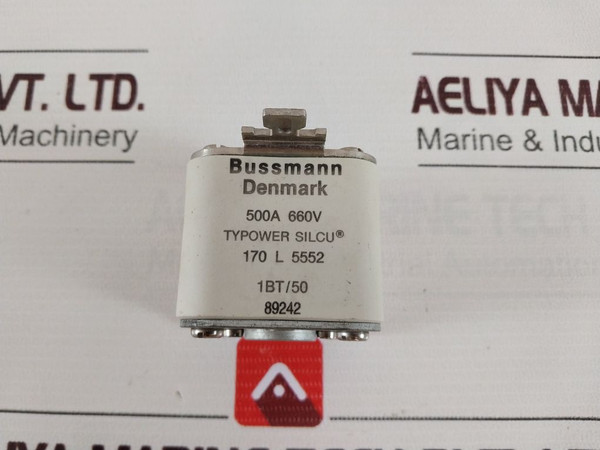 VT. LTD.
Machinery
AELIYA MA
Marine & Indu
Bussmann
Denmark
500A 660V
TYPOWER SILCU®
170 L 5552
1BT/50
89242